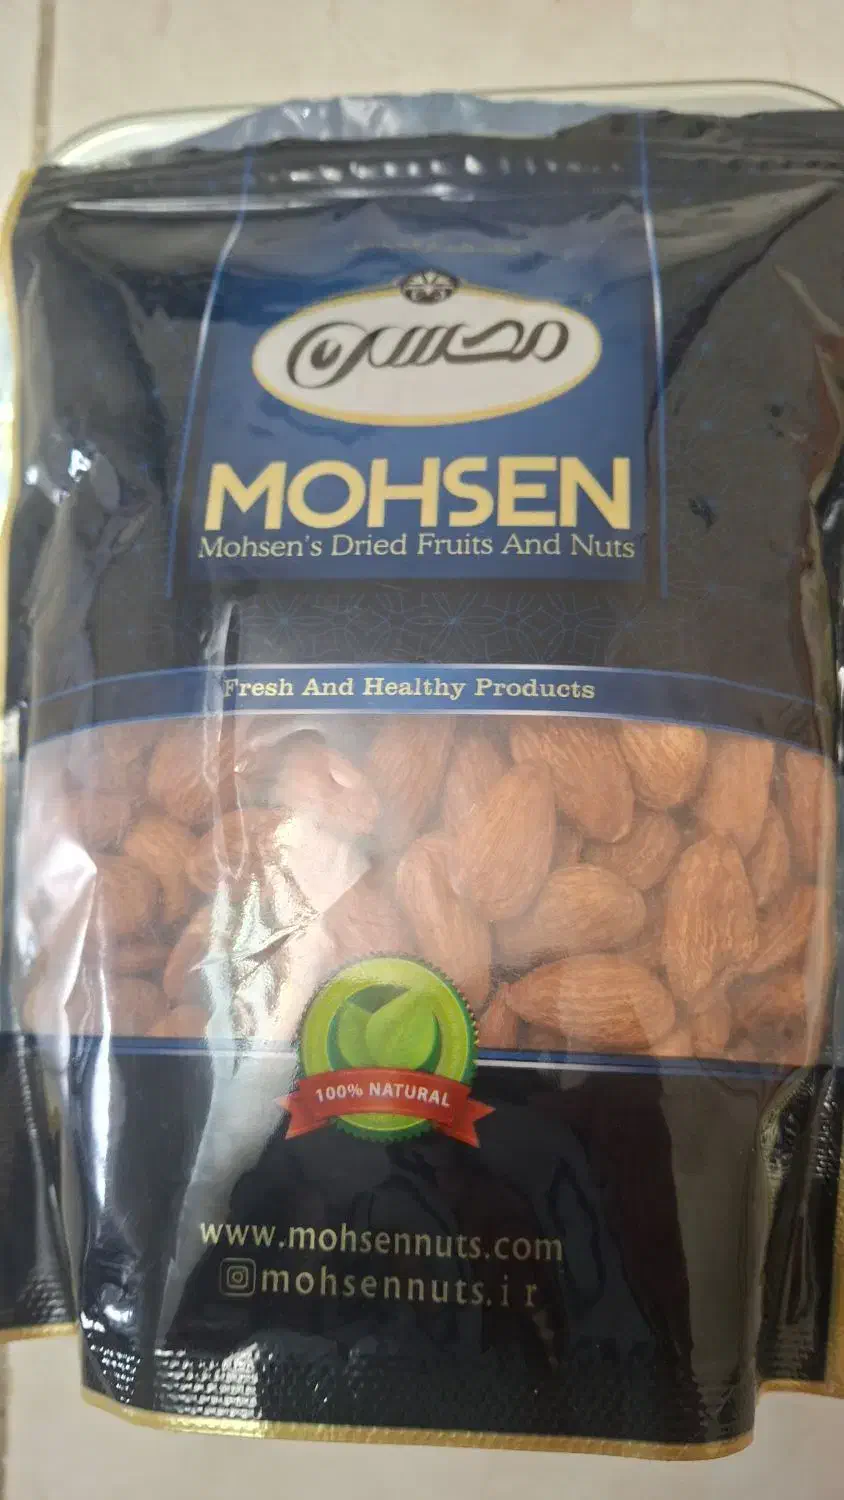 محسن
MOHSEN
Mohsen's Dried Fruits And Nuts
Fresh And Healthy Products
100% NATURAL
www.mohsennuts.com
mohsennuts.ir